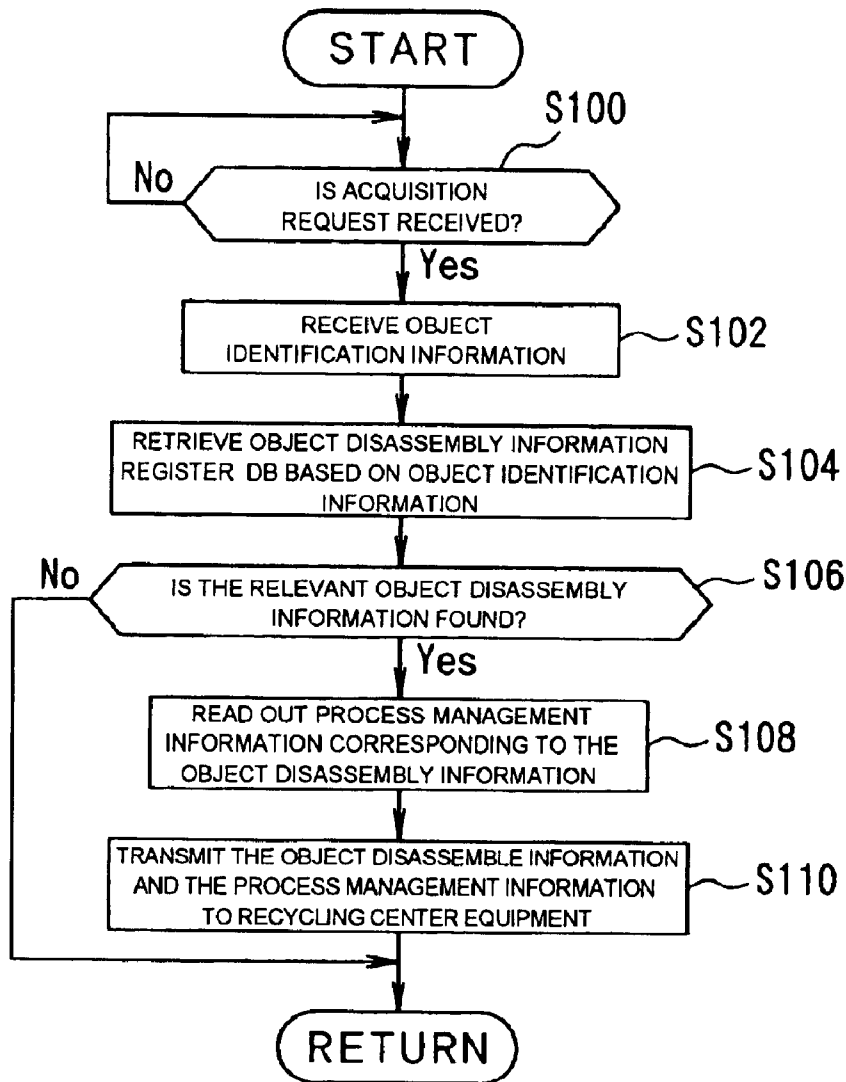 START
S100
No
IS ACQUISITION
REQUEST RECEIVED?
Yes
RECEIVE OBJECT
IDENTIFICATION INFORMATION
S102
RETRIEVE OBJECT DISASSEMBLY INFORMATION
REGISTER DB BASED ON OBJECT IDENTIFICATION
INFORMATION
S104
No
IS THE RELEVANT OBJECT DISASSEMBLY
INFORMATION FOUND?
S106
Yes
READ OUT PROCESS MANAGEMENT
INFORMATION CORRESPONDING TO THE
OBJECT DISASSEMBLY INFORMATION
S108
TRANSMIT THE OBJECT DISASSEMBLE INFORMATION
AND THE PROCESS MANAGEMENT INFORMATION
TO RECYCLING CENTER EQUIPMENT
S110
RETURN